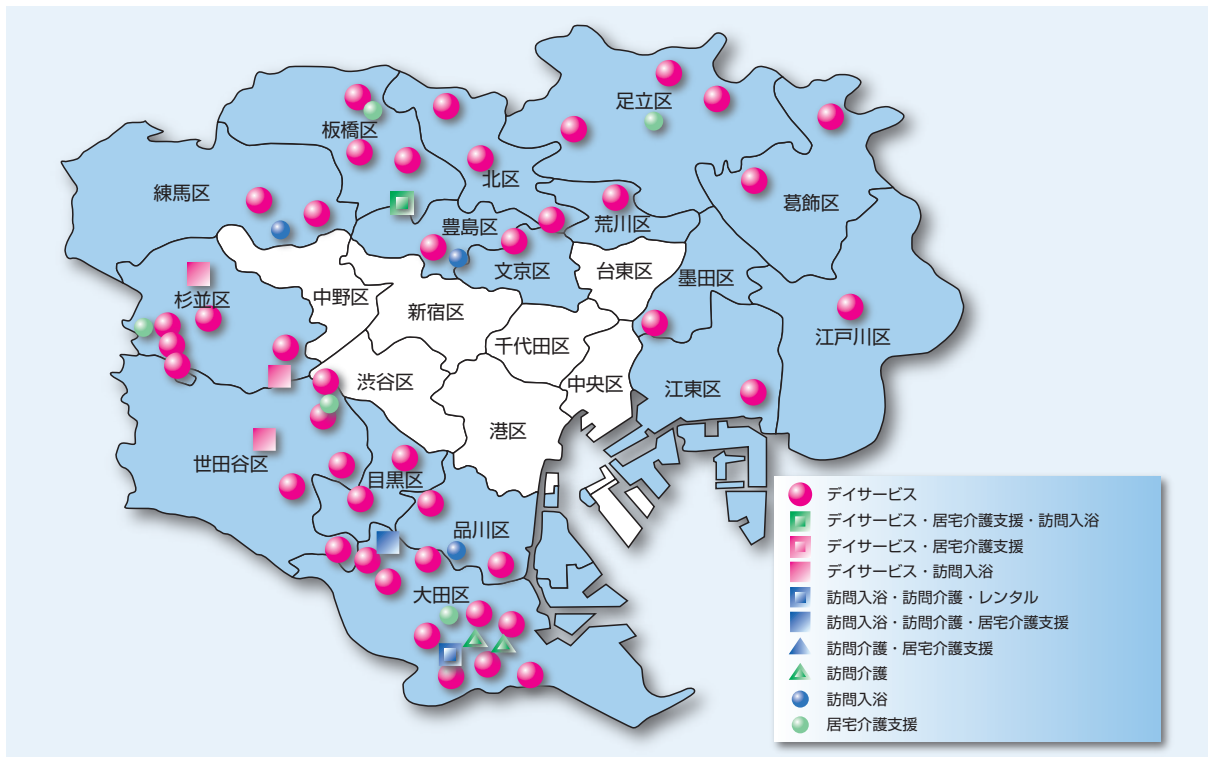 足立区
板橋区
北区
練馬区
葛飾区
豊島区
荒川区
文京区
台東区
墨田区
杉並区
中野区
新宿区
江戸川区
千代田区
渋谷区
中央区
江東区
港区
世田谷区
目黒区
品川区
大田区
デイサービス
デイサービス・居宅介護支援・訪問入浴
デイサービス・居宅介護支援
デイサービス・訪問入浴
訪問入浴・訪問介護・レンタル
訪問入浴・訪問介護・居宅介護支援
訪問介護・居宅介護支援
訪問介護
訪問入浴
居宅介護支援